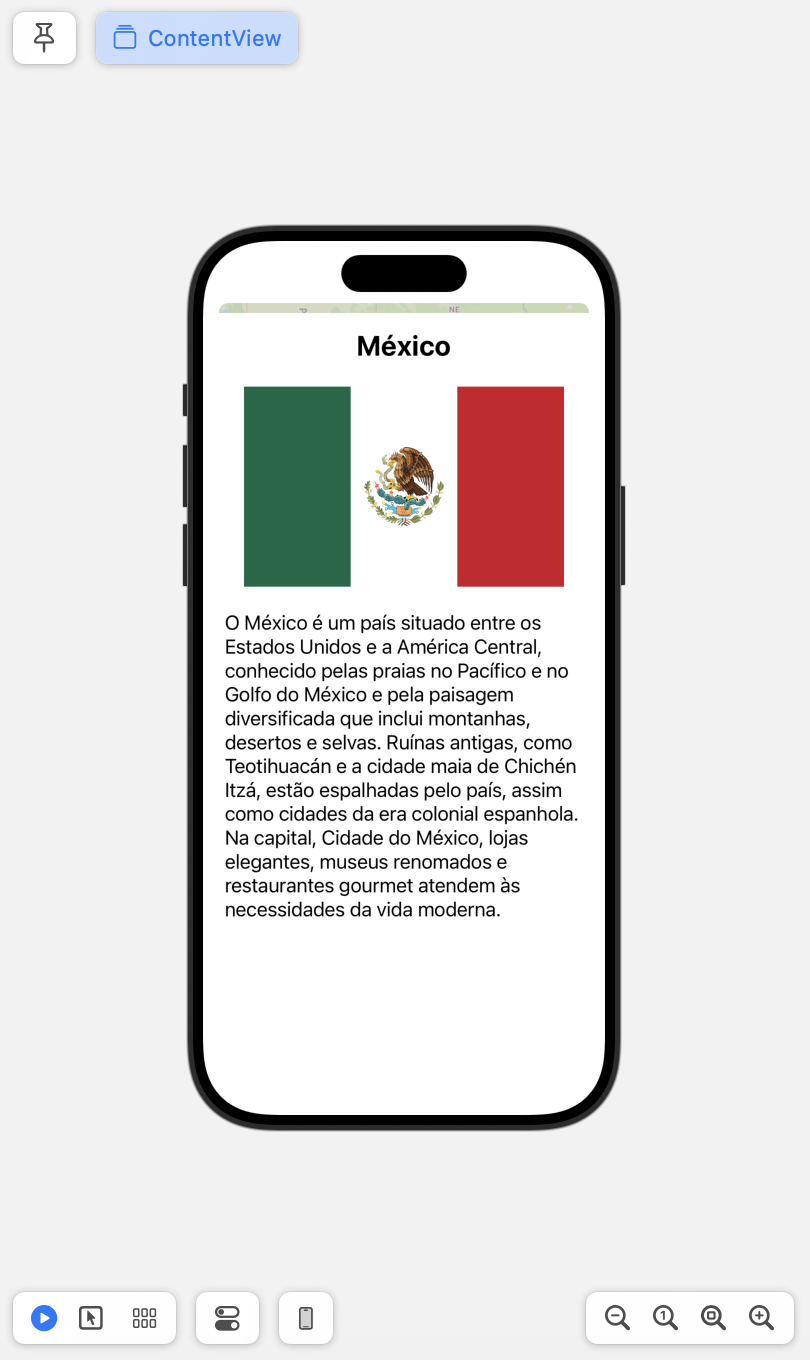 ContentView
NE
México
O México é um país situado entre os
Estados Unidos e a América Central,
conhecido pelas praias no Pacífico e no
Golfo do México e pela paisagem
diversificada que inclui montanhas,
desertos e selvas. Ruínas antigas, como
Teotihuacán e a cidade maia de Chichén
Itzá, estão espalhadas pelo país, assim
como cidades da era colonial espanhola.
Na capital, Cidade do México, lojas
elegantes, museus renomados e
restaurantes gourmet atendem às
necessidades da vida moderna.